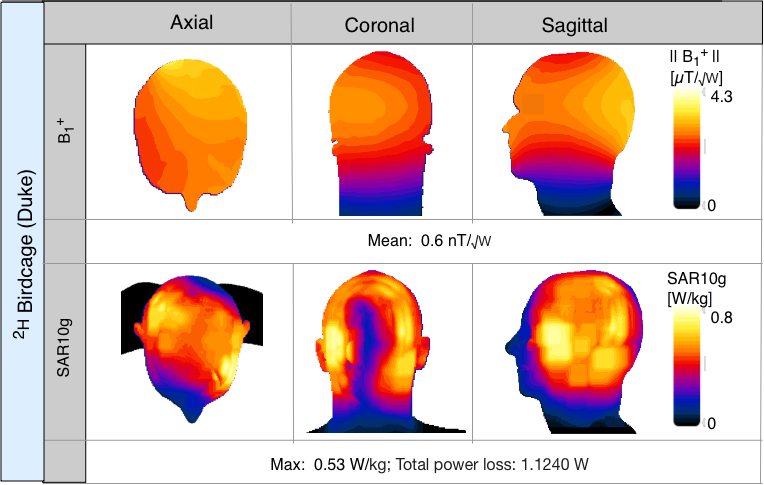 Axial
Coronal
Sagittal
²H Birdcage (Duke)
B₁⁺
|| B₁⁺ ||
[µT/√W]
4.3
0
Mean: 0.6 nT/√W
SAR10g
SAR10g
[W/kg]
0.8
0
Max: 0.53 W/kg; Total power loss: 1.1240 W